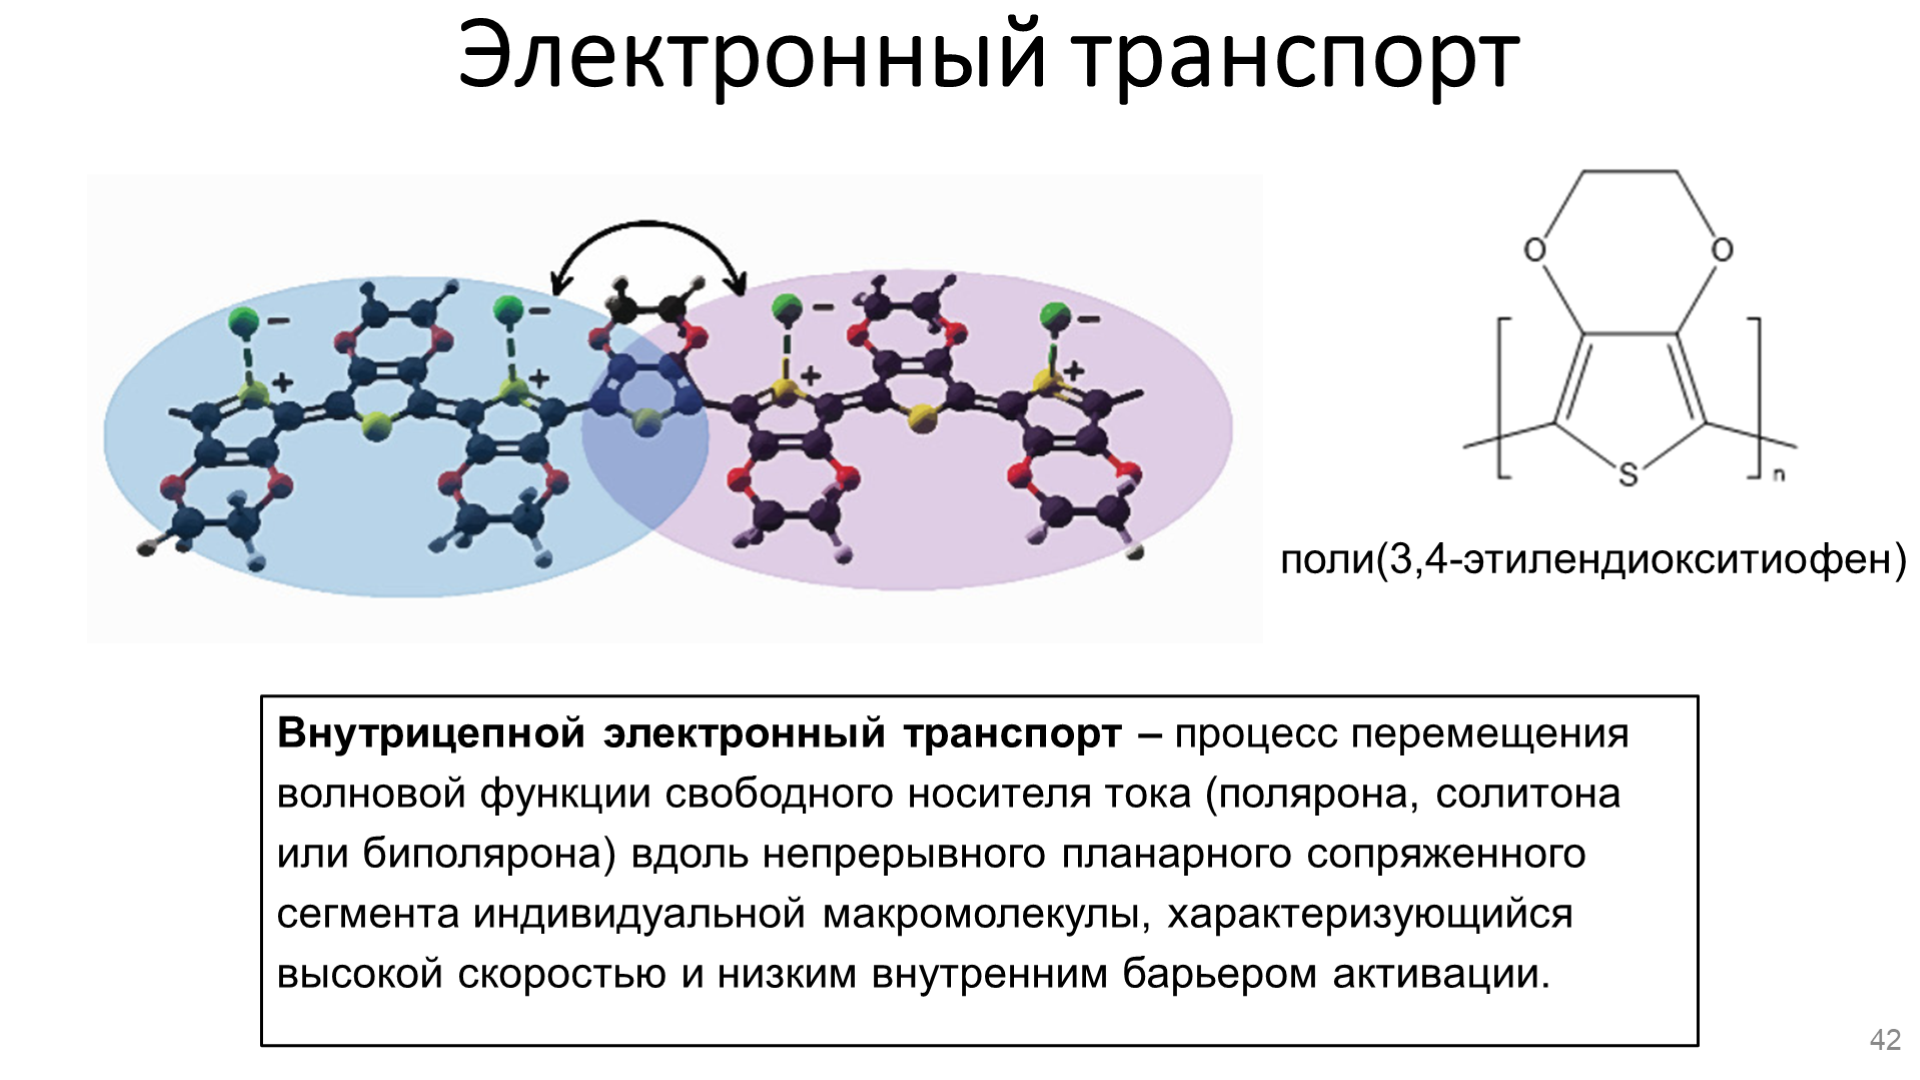 Электронный транспорт
− − − −
+ + + +
O O
S
n
поли(3,4-этилендиокситиофен)
Внутрицепной электронный транспорт – процесс перемещения
волновой функции свободного носителя тока (полярона, солитона
или биполярона) вдоль непрерывного планарного сопряженного
сегмента индивидуальной макромолекулы, характеризующийся
высокой скоростью и низким внутренним барьером активации.
42